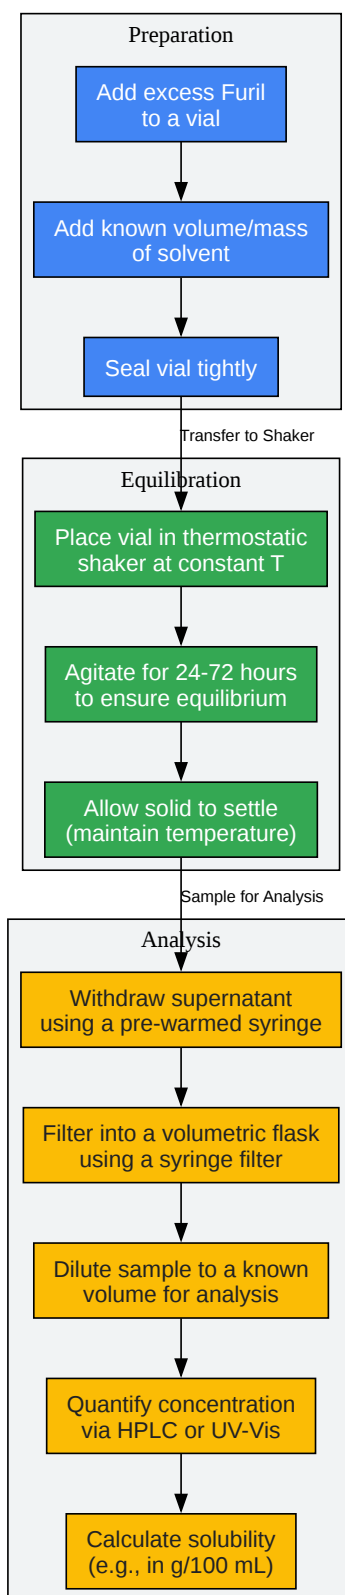 Preparation
Add excess Furil
to a vial
Add known volume/mass
of solvent
Seal vial tightly
Transfer to Shaker
Equilibration
Place vial in thermostatic
shaker at constant T
Agitate for 24-72 hours
to ensure equilibrium
Allow solid to settle
(maintain temperature)
Sample for Analysis
Analysis
Withdraw supernatant
using a pre-warmed syringe
Filter into a volumetric flask
using a syringe filter
Dilute sample to a known
volume for analysis
Quantify concentration
via HPLC or UV-Vis
Calculate solubility
(e.g., in g/100 mL)